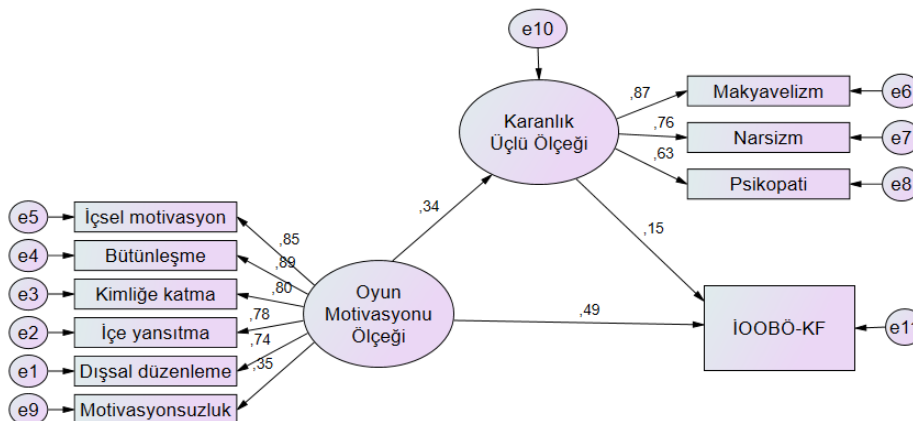 e10
Karanlık
Üçlü Ölçeği
,87
Makyavelizm
e6
,76
Narsizm
e7
,63
Psikopati
e8
,34
,15
e5
İçsel motivasyon
,85
e4
Bütünleşme
,89
e3
Kimliğe katma
,80
e2
İçe yansıtma
,78
e1
Dışsal düzenleme
,74
e9
Motivasyonsuzluk
,35
Oyun
Motivasyonu
Ölçeği
,49
İOOBÖ-KF
e11